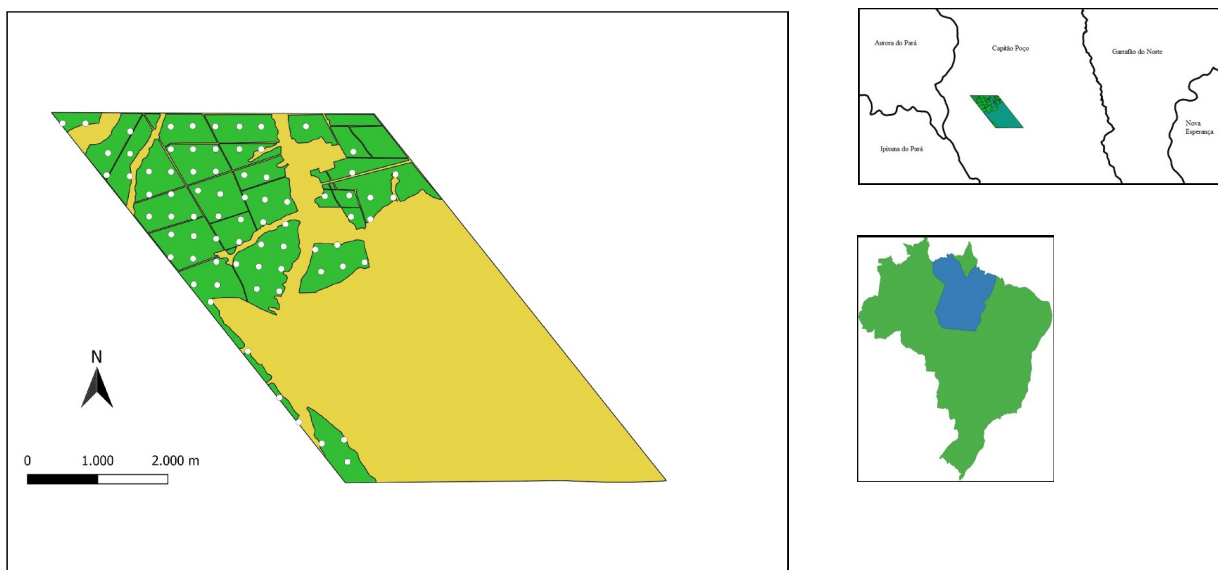 N
0 1.000 2.000 m
Aurora do Pará
Capitão Poço
Garrafão do Norte
Nova
Esperança
Ipixuna do Pará